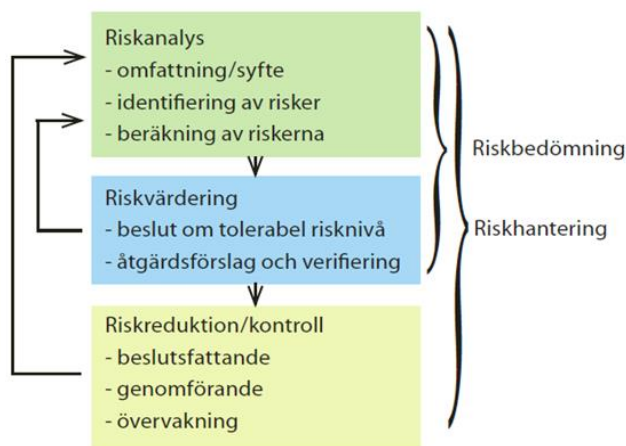 Riskanalys
- omfattning/syfte
- identifiering av risker
- beräkning av riskerna
Riskvärdering
- beslut om tolerabel risknivå
- åtgärdsförslag och verifiering
Riskreduktion/kontroll
- beslutsfattande
- genomförande
- övervakning
Riskbedömning
Riskhantering